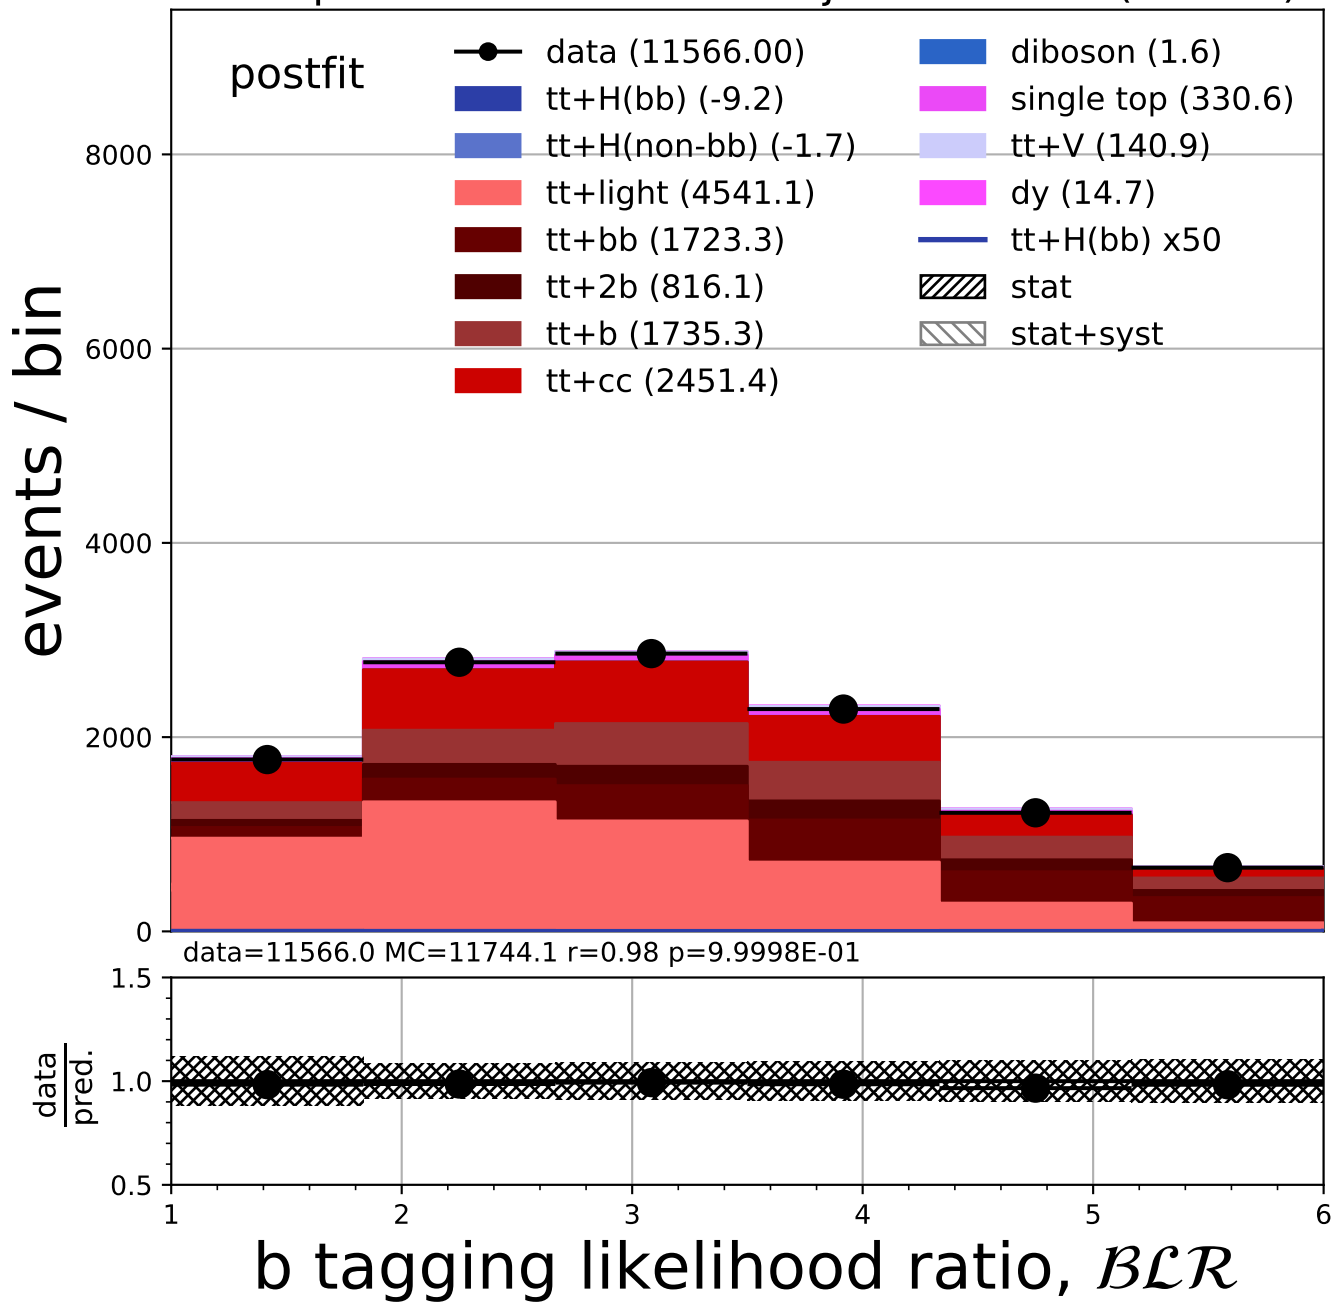 postfit
data (11566.00)
tt+H(bb) (-9.2)
tt+H(non-bb) (-1.7)
tt+light (4541.1)
tt+bb (1723.3)
tt+2b (816.1)
tt+b (1735.3)
tt+cc (2451.4)
diboson (1.6)
single top (330.6)
tt+V (140.9)
dy (14.7)
tt+H(bb) x50
stat
stat+syst
events / bin
8000
6000
4000
2000
0
data=11566.0 MC=11744.1 r=0.98 p=9.9998E-01
data
pred.
1.5
1.0
0.5
1 2 3 4 5 6
b tagging likelihood ratio, ℬℒℛ